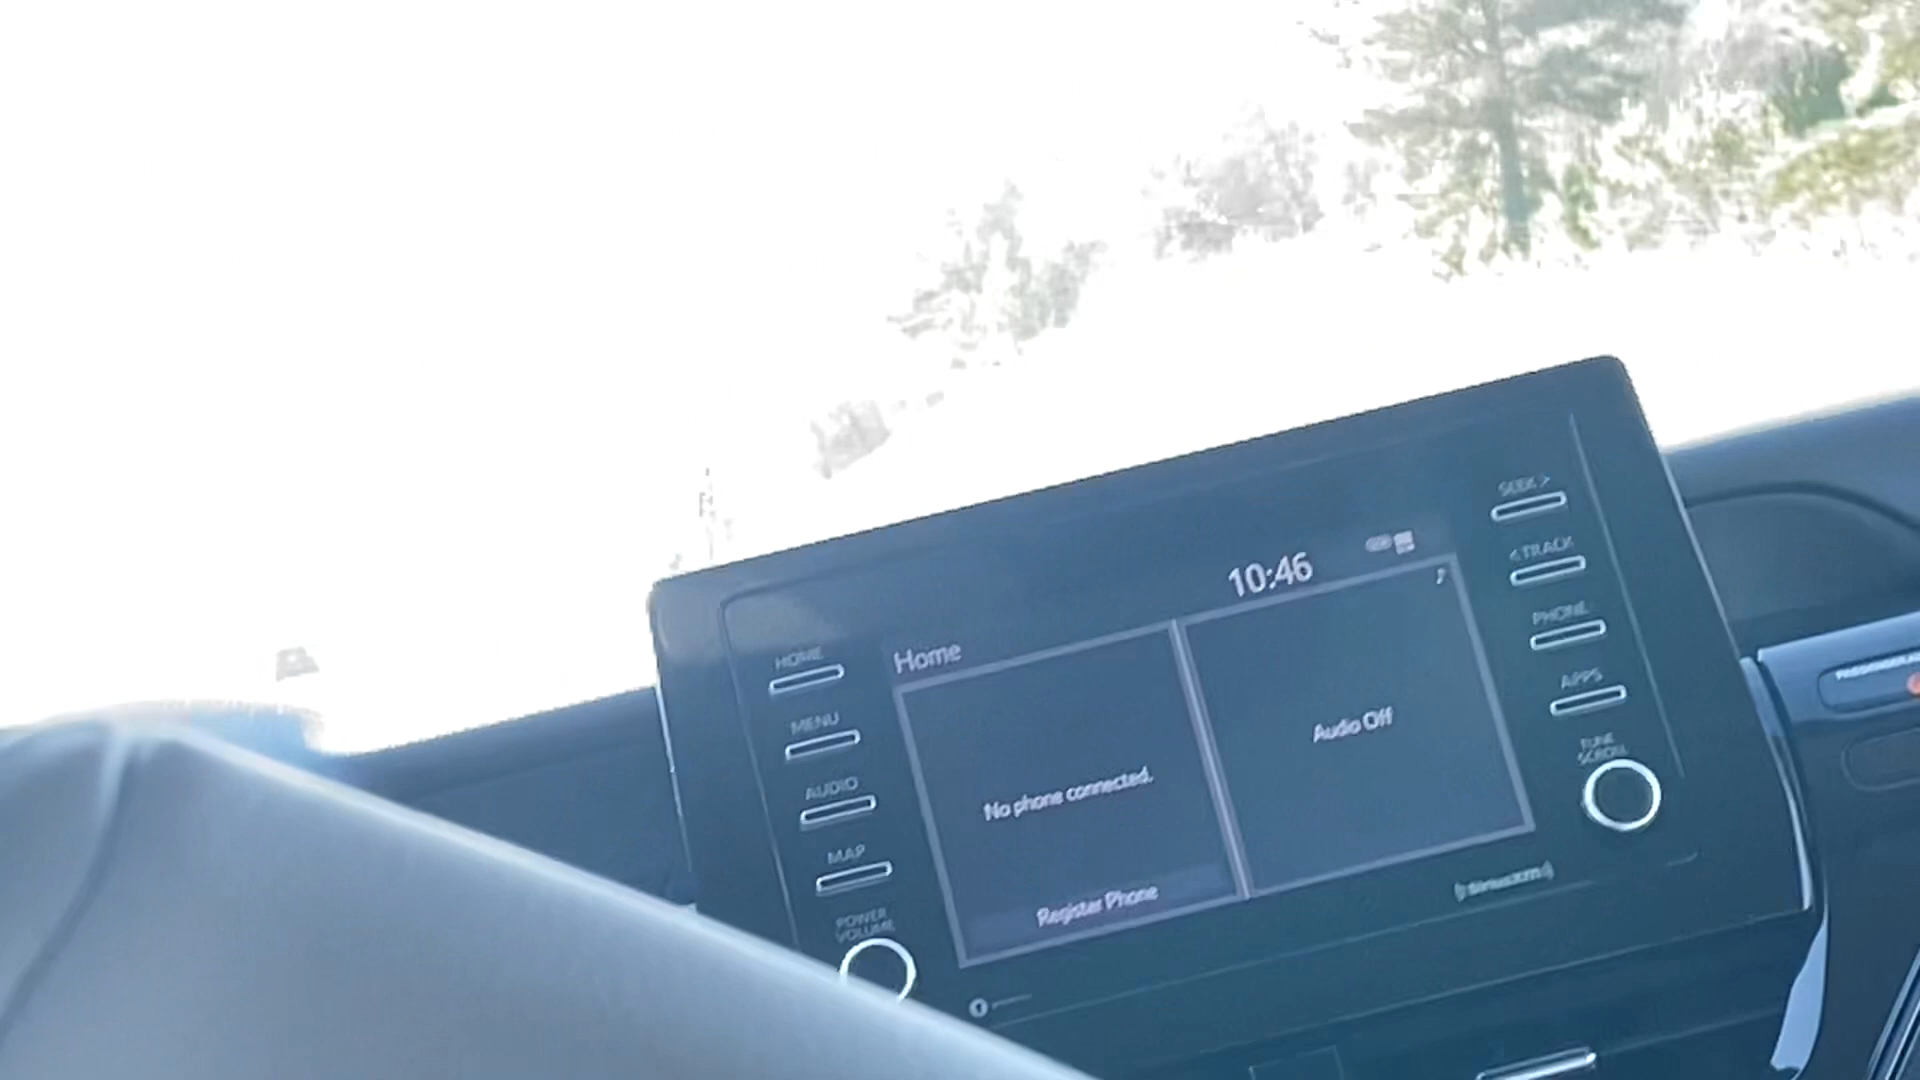 10:46
Home
No phone connected.
Register Phone
Audio Off
HOME
MENU
AUDIO
MAP
POWER
VOLUME
SEEK >
< TRACK
PHONE
APPS
TUNE
SCROLL
((siriusxm))